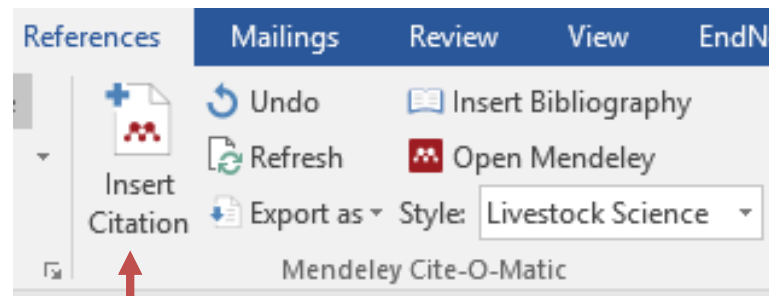 References Mailings Review View EndN
Undo Insert Bibliography
Refresh Open Mendeley
Insert
Citation
Export as Style: Livestock Science
Mendeley Cite-O-Matic